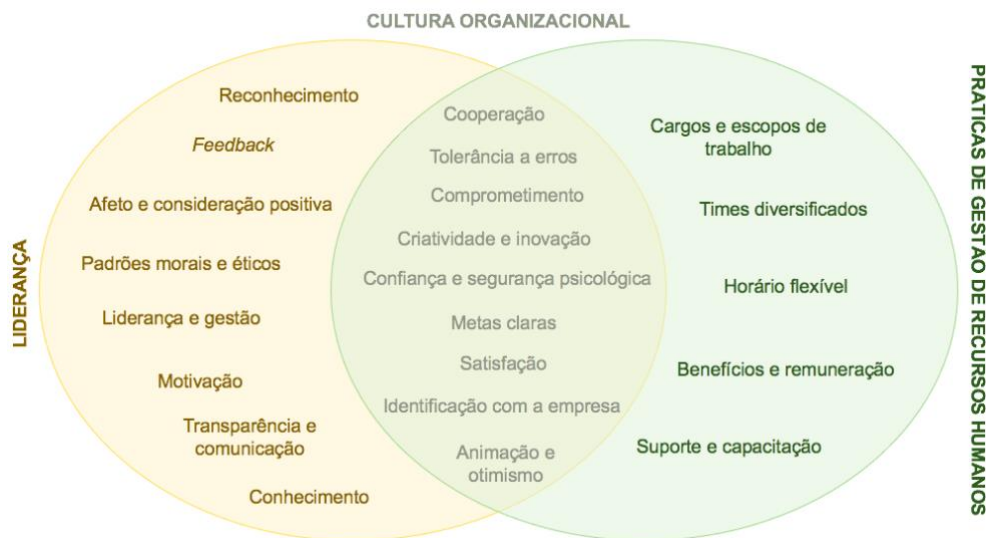 CULTURA ORGANIZACIONAL
LIDERANÇA
Reconhecimento
Feedback
Afeto e consideração positiva
Padrões morais e éticos
Liderança e gestão
Motivação
Transparência e
comunicação
Conhecimento
Cooperação
Tolerância a erros
Comprometimento
Criatividade e inovação
Confiança e segurança psicológica
Metas claras
Satisfação
Identificação com a empresa
Animação e
otimismo
Cargos e escopos de
trabalho
Times diversificados
Horário flexível
Benefícios e remuneração
Suporte e capacitação
PRATICAS DE GESTAO DE RECURSOS HUMANOS